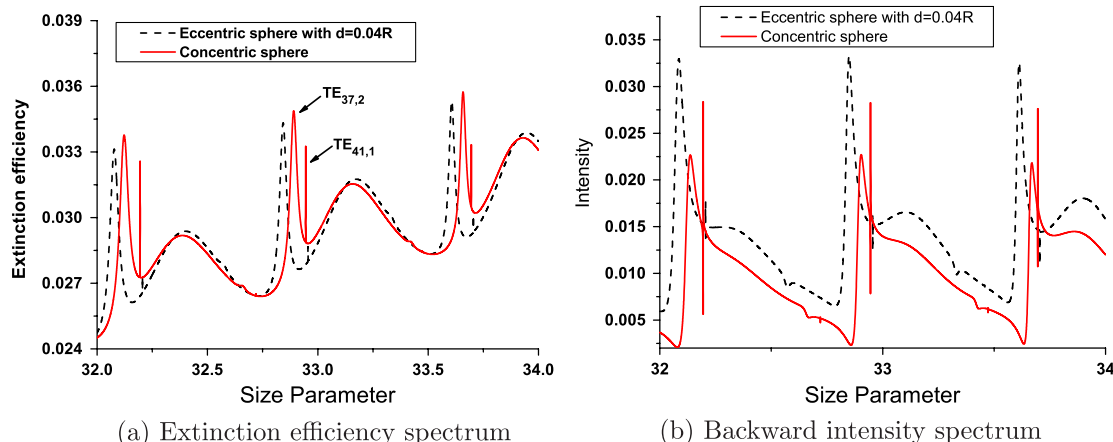 0.039
0.036
0.033
0.030
0.027
0.024
Extinction efficiency
Eccentric sphere with d=0.04R
Concentric sphere
TE37,2
TE41,1
32.0 32.5 33.0 33.5 34.0
Size Parameter
(a) Extinction efficiency spectrum
0.035
0.030
0.025
0.020
0.015
0.010
0.005
Intensity
Eccentric sphere with d=0.04R
Concentric sphere
32 33 34
Size Parameter
(b) Backward intensity spectrum